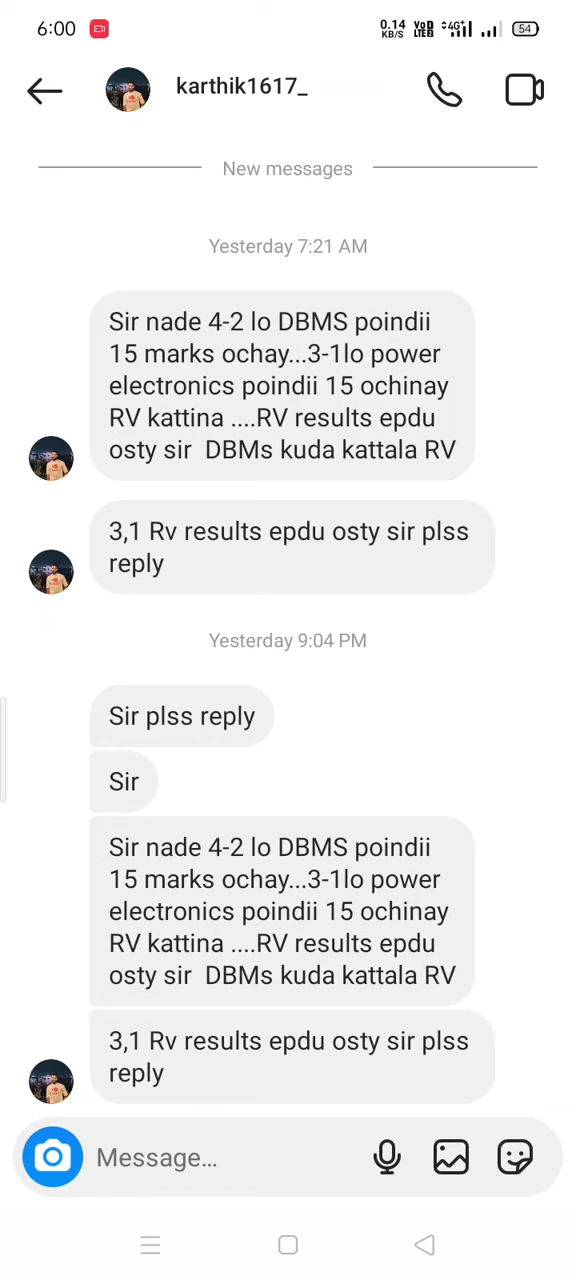 6:00
0.14 KB/S VoD LTE2 4G+ 54
karthik1617_
New messages
Yesterday 7:21 AM
Sir nade 4-2 lo DBMS poindii
15 marks ochay...3-1lo power
electronics poindii 15 ochinay
RV kattina ....RV results epdu
osty sir  DBMs kuda kattala RV
3,1 Rv results epdu osty sir plss
reply
Yesterday 9:04 PM
Sir plss reply
Sir
Sir nade 4-2 lo DBMS poindii
15 marks ochay...3-1lo power
electronics poindii 15 ochinay
RV kattina ....RV results epdu
osty sir  DBMs kuda kattala RV
3,1 Rv results epdu osty sir plss
reply
Message...